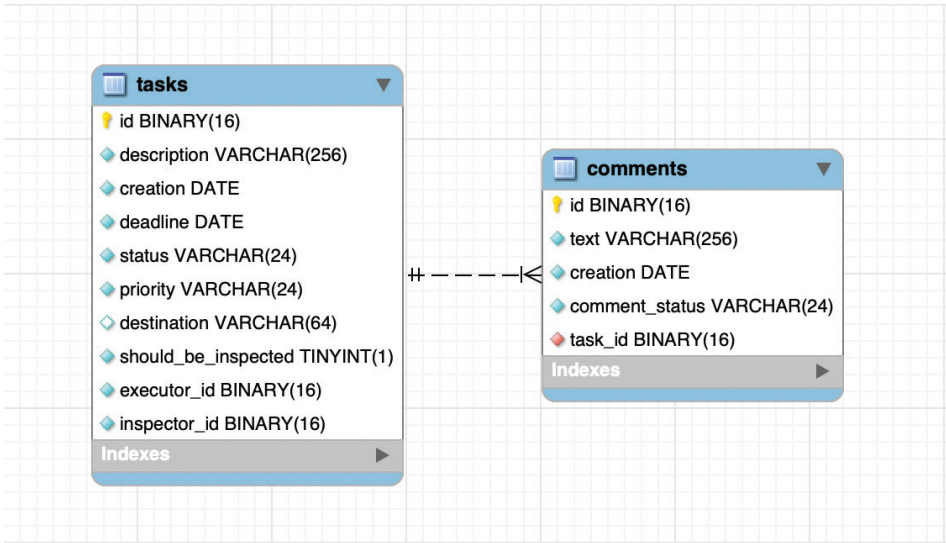 tasks
id BINARY(16)
description VARCHAR(256)
creation DATE
deadline DATE
status VARCHAR(24)
priority VARCHAR(24)
destination VARCHAR(64)
should_be_inspected TINYINT(1)
executor_id BINARY(16)
inspector_id BINARY(16)
Indexes
comments
id BINARY(16)
text VARCHAR(256)
creation DATE
comment_status VARCHAR(24)
task_id BINARY(16)
Indexes